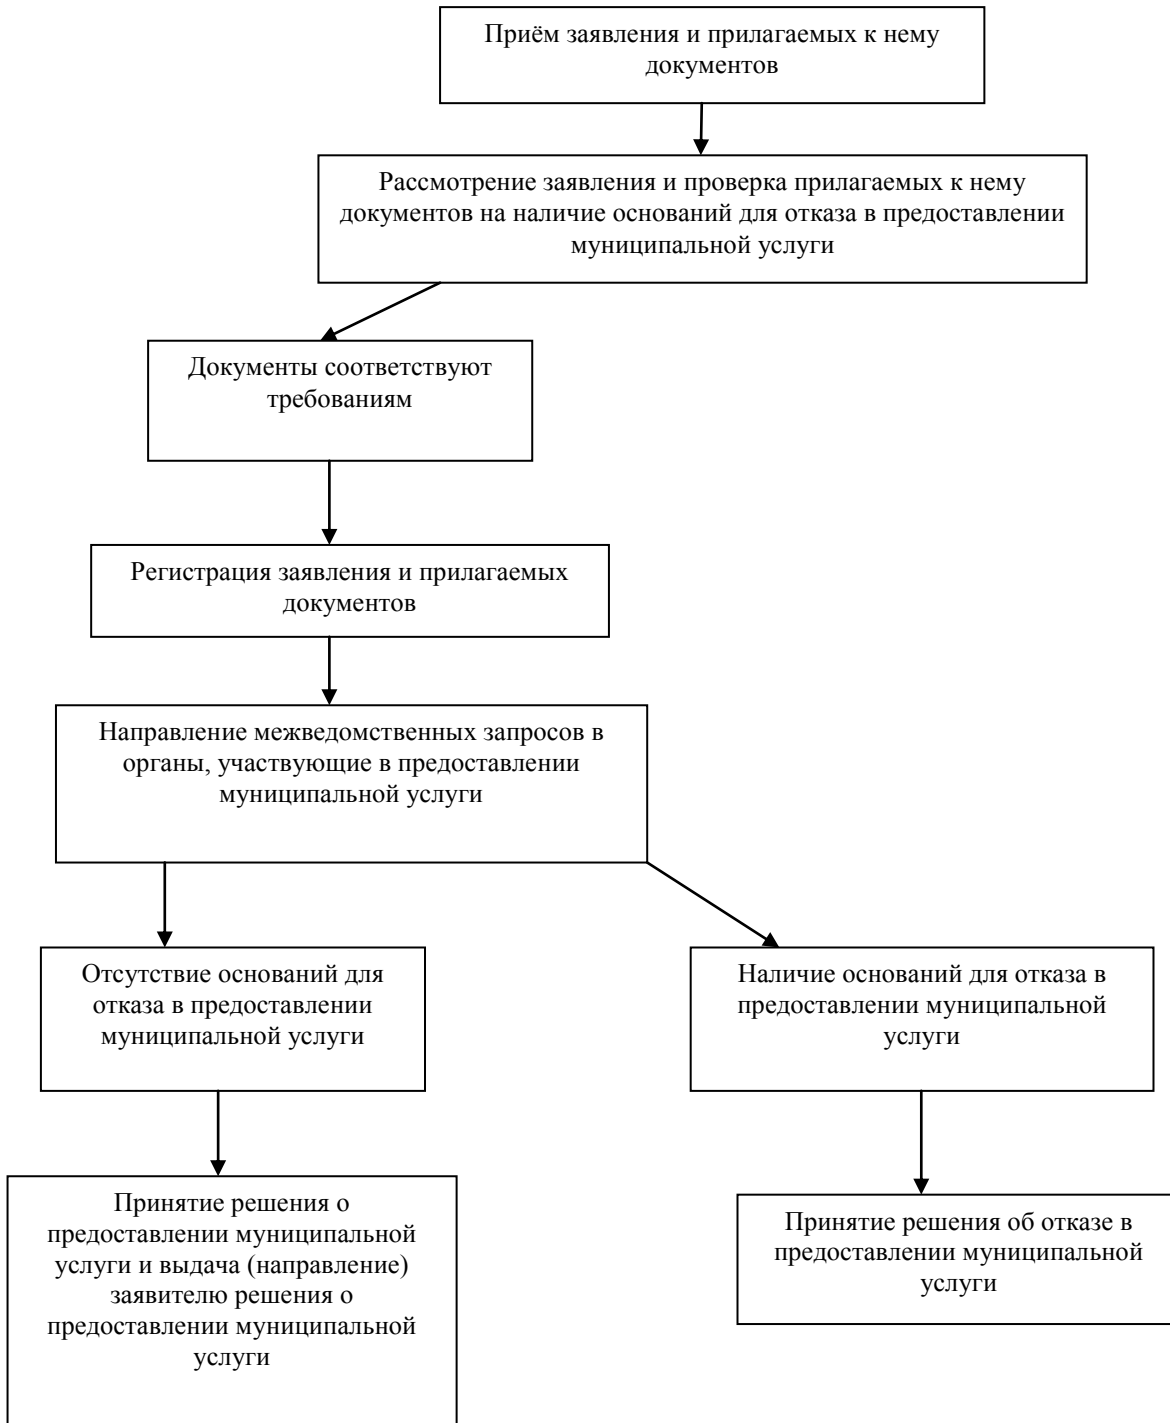 Приём заявления и прилагаемых к нему
документов
Рассмотрение заявления и проверка прилагаемых к нему
документов на наличие оснований для отказа в предоставлении
муниципальной услуги
Документы соответствуют
требованиям
Регистрация заявления и прилагаемых
документов
Направление межведомственных запросов в
органы, участвующие в предоставлении
муниципальной услуги
Отсутствие оснований для
отказа в предоставлении
муниципальной услуги
Наличие оснований для отказа в
предоставлении муниципальной
услуги
Принятие решения о
предоставлении муниципальной
услуги и выдача (направление)
заявителю решения о
предоставлении муниципальной
услуги
Принятие решения об отказе в
предоставлении муниципальной
услуги